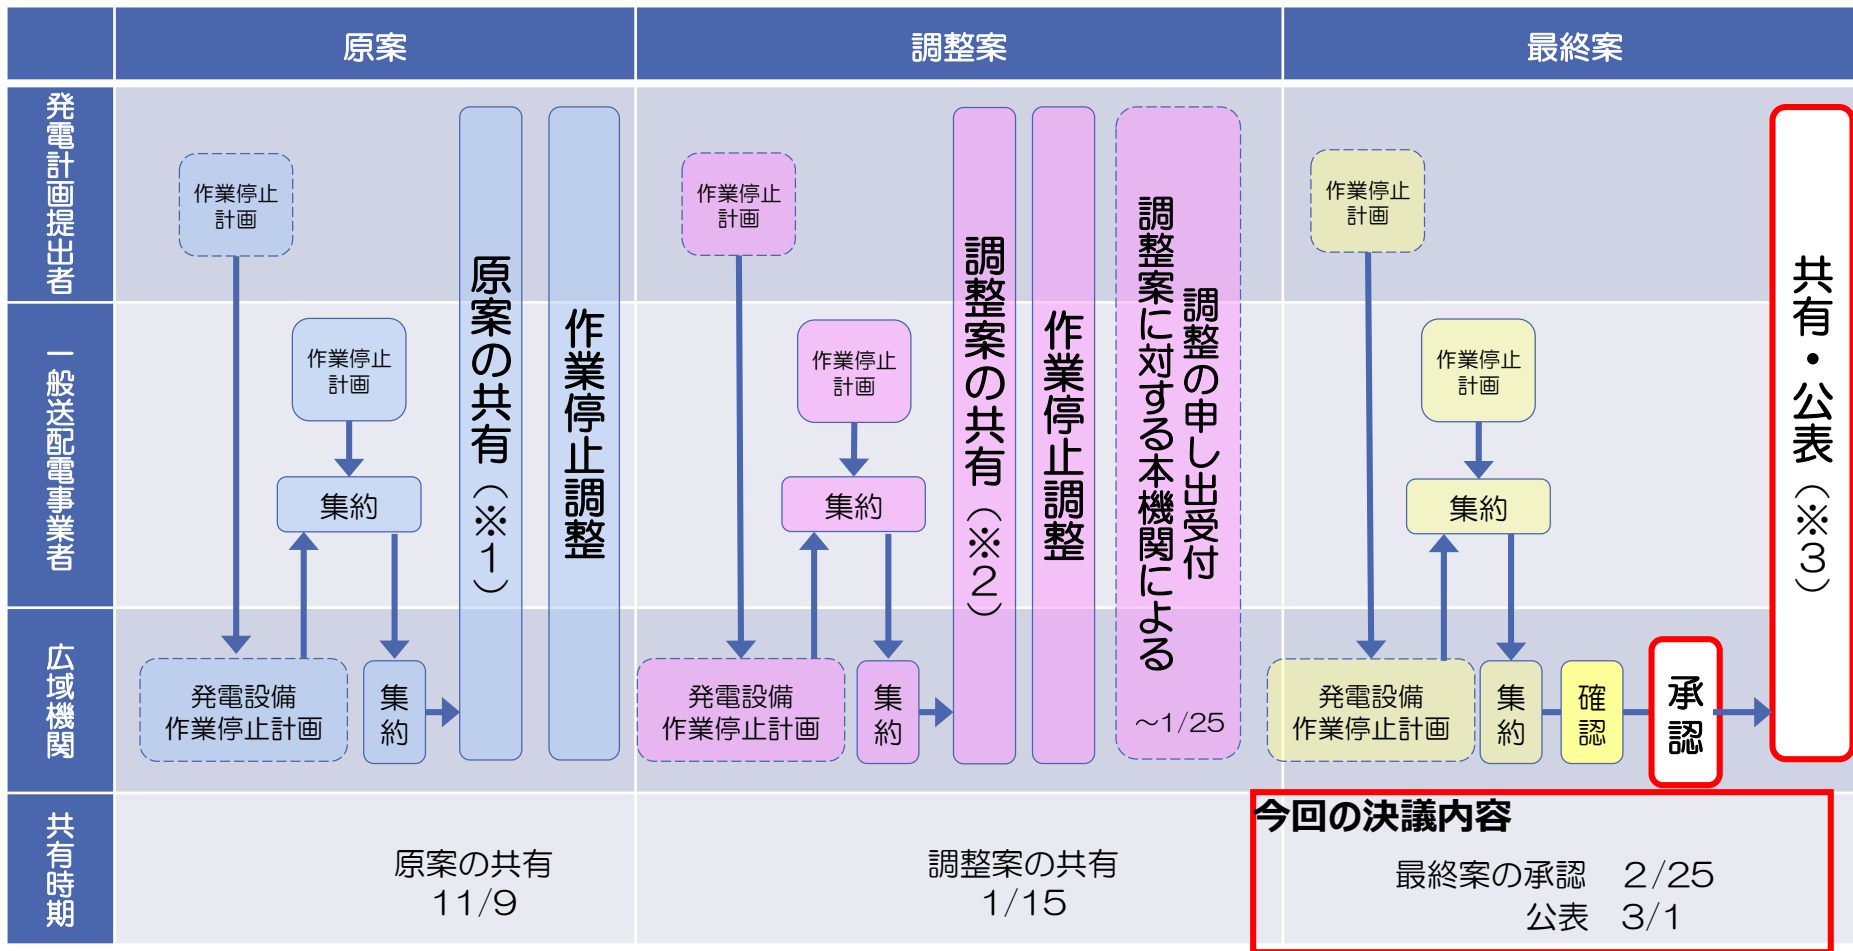 原案
調整案
最終案
発電計画提出者
作業停止
計画
作業停止
計画
作業停止
計画
一般送配電事業者
作業停止
計画
集約
作業停止
計画
集約
作業停止
計画
集約
広域機関
発電設備
作業停止計画
集約
原案の共有（※1）
作業停止調整
発電設備
作業停止計画
集約
調整案の共有（※2）
作業停止調整
調整案に対する本機関による
調整の申し出受付
～1/25
発電設備
作業停止計画
集約
確認
承認
共有・公表（※3）
共有時期
原案の共有
11/9
調整案の共有
1/15
今回の決議内容
最終案の承認　2/25
公表　3/1